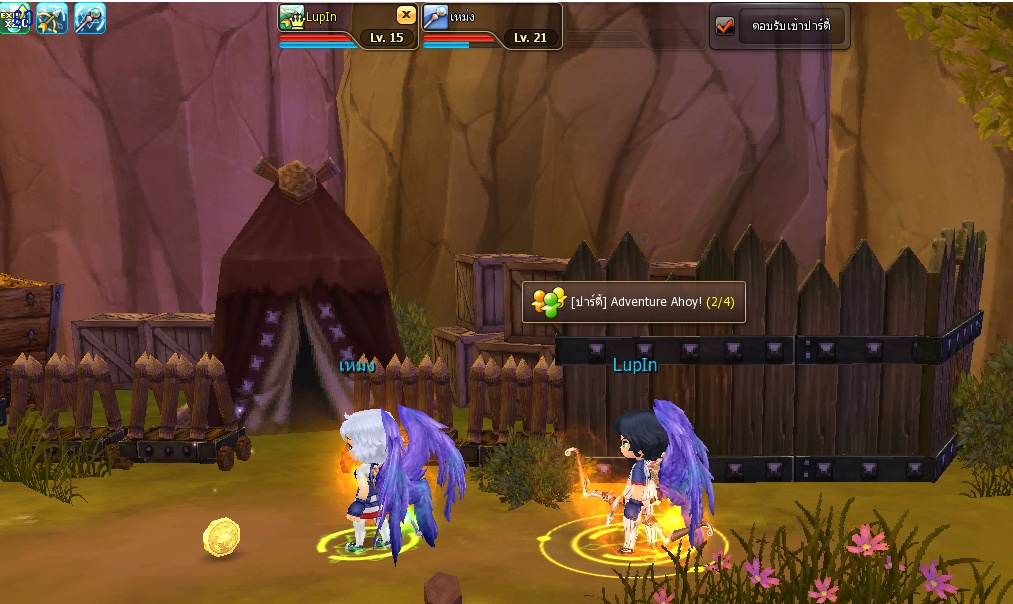 EXP
x20
LupIn
เหม่ง
Lv. 15
Lv. 21
ตอบรับเข้าปาร์ตี้
[ปาร์ตี้] Adventure Ahoy! (2/4)
เหม่ง
LupIn